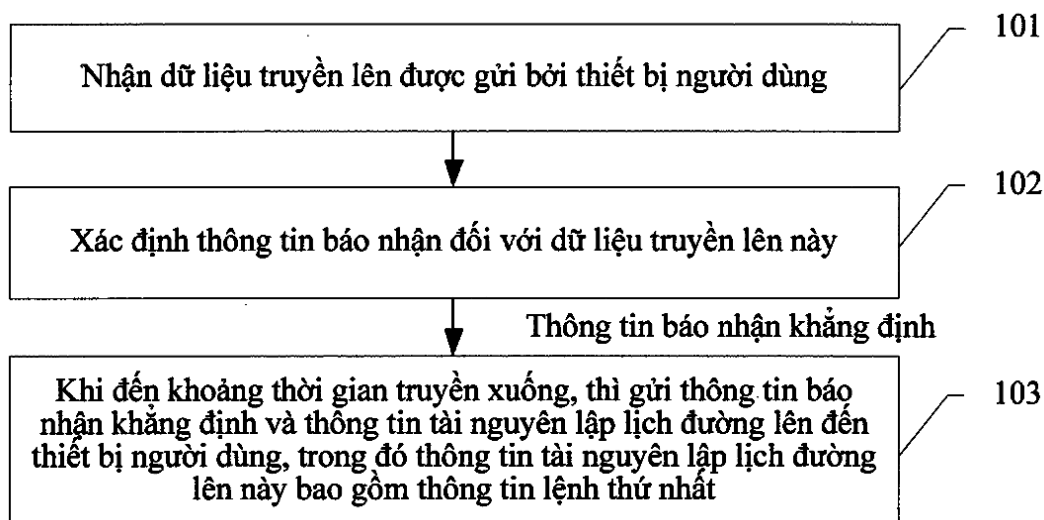 101
Nhận dữ liệu truyền lên được gửi bởi thiết bị người dùng
102
Xác định thông tin báo nhận đối với dữ liệu truyền lên này
Thông tin báo nhận khẳng định
103
Khi đến khoảng thời gian truyền xuống, thì gửi thông tin báo
nhận khẳng định và thông tin tài nguyên lập lịch đường lên đến
thiết bị người dùng, trong đó thông tin tài nguyên lập lịch đường
lên này bao gồm thông tin lệnh thứ nhất